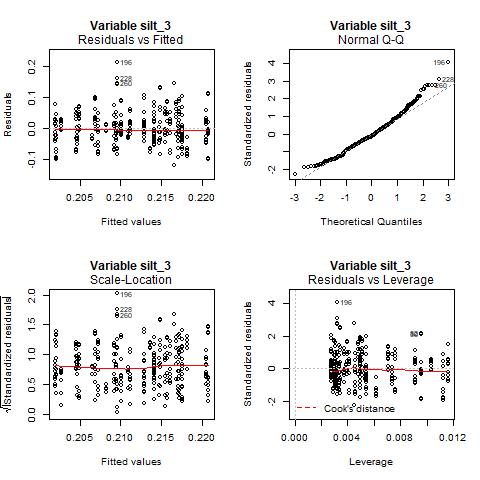 Variable silt_3
Residuals vs Fitted
Residuals
0.2
0.1
0.0
-0.1
196
228
260
0.205 0.210 0.215 0.220
Fitted values
Variable silt_3
Normal Q-Q
Standardized residuals
4
3
2
1
0
-2
196
228
260
-3 -2 -1 0 1 2 3
Theoretical Quantiles
Variable silt_3
Scale-Location
√|Standardized residuals|
2.0
1.5
1.0
0.5
0.0
196
228
260
0.205 0.210 0.215 0.220
Fitted values
Variable silt_3
Residuals vs Leverage
Standardized residuals
4
2
0
-2
196
Cook's distance
0.000 0.004 0.008 0.012
Leverage